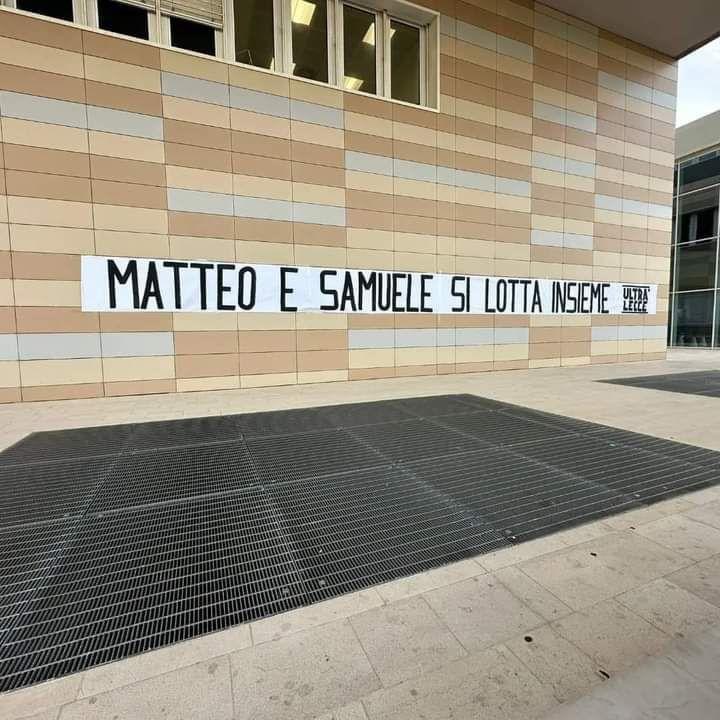 MATTEO E SAMUELE SI LOTTA INSIEME
ULTRA'
LECCE